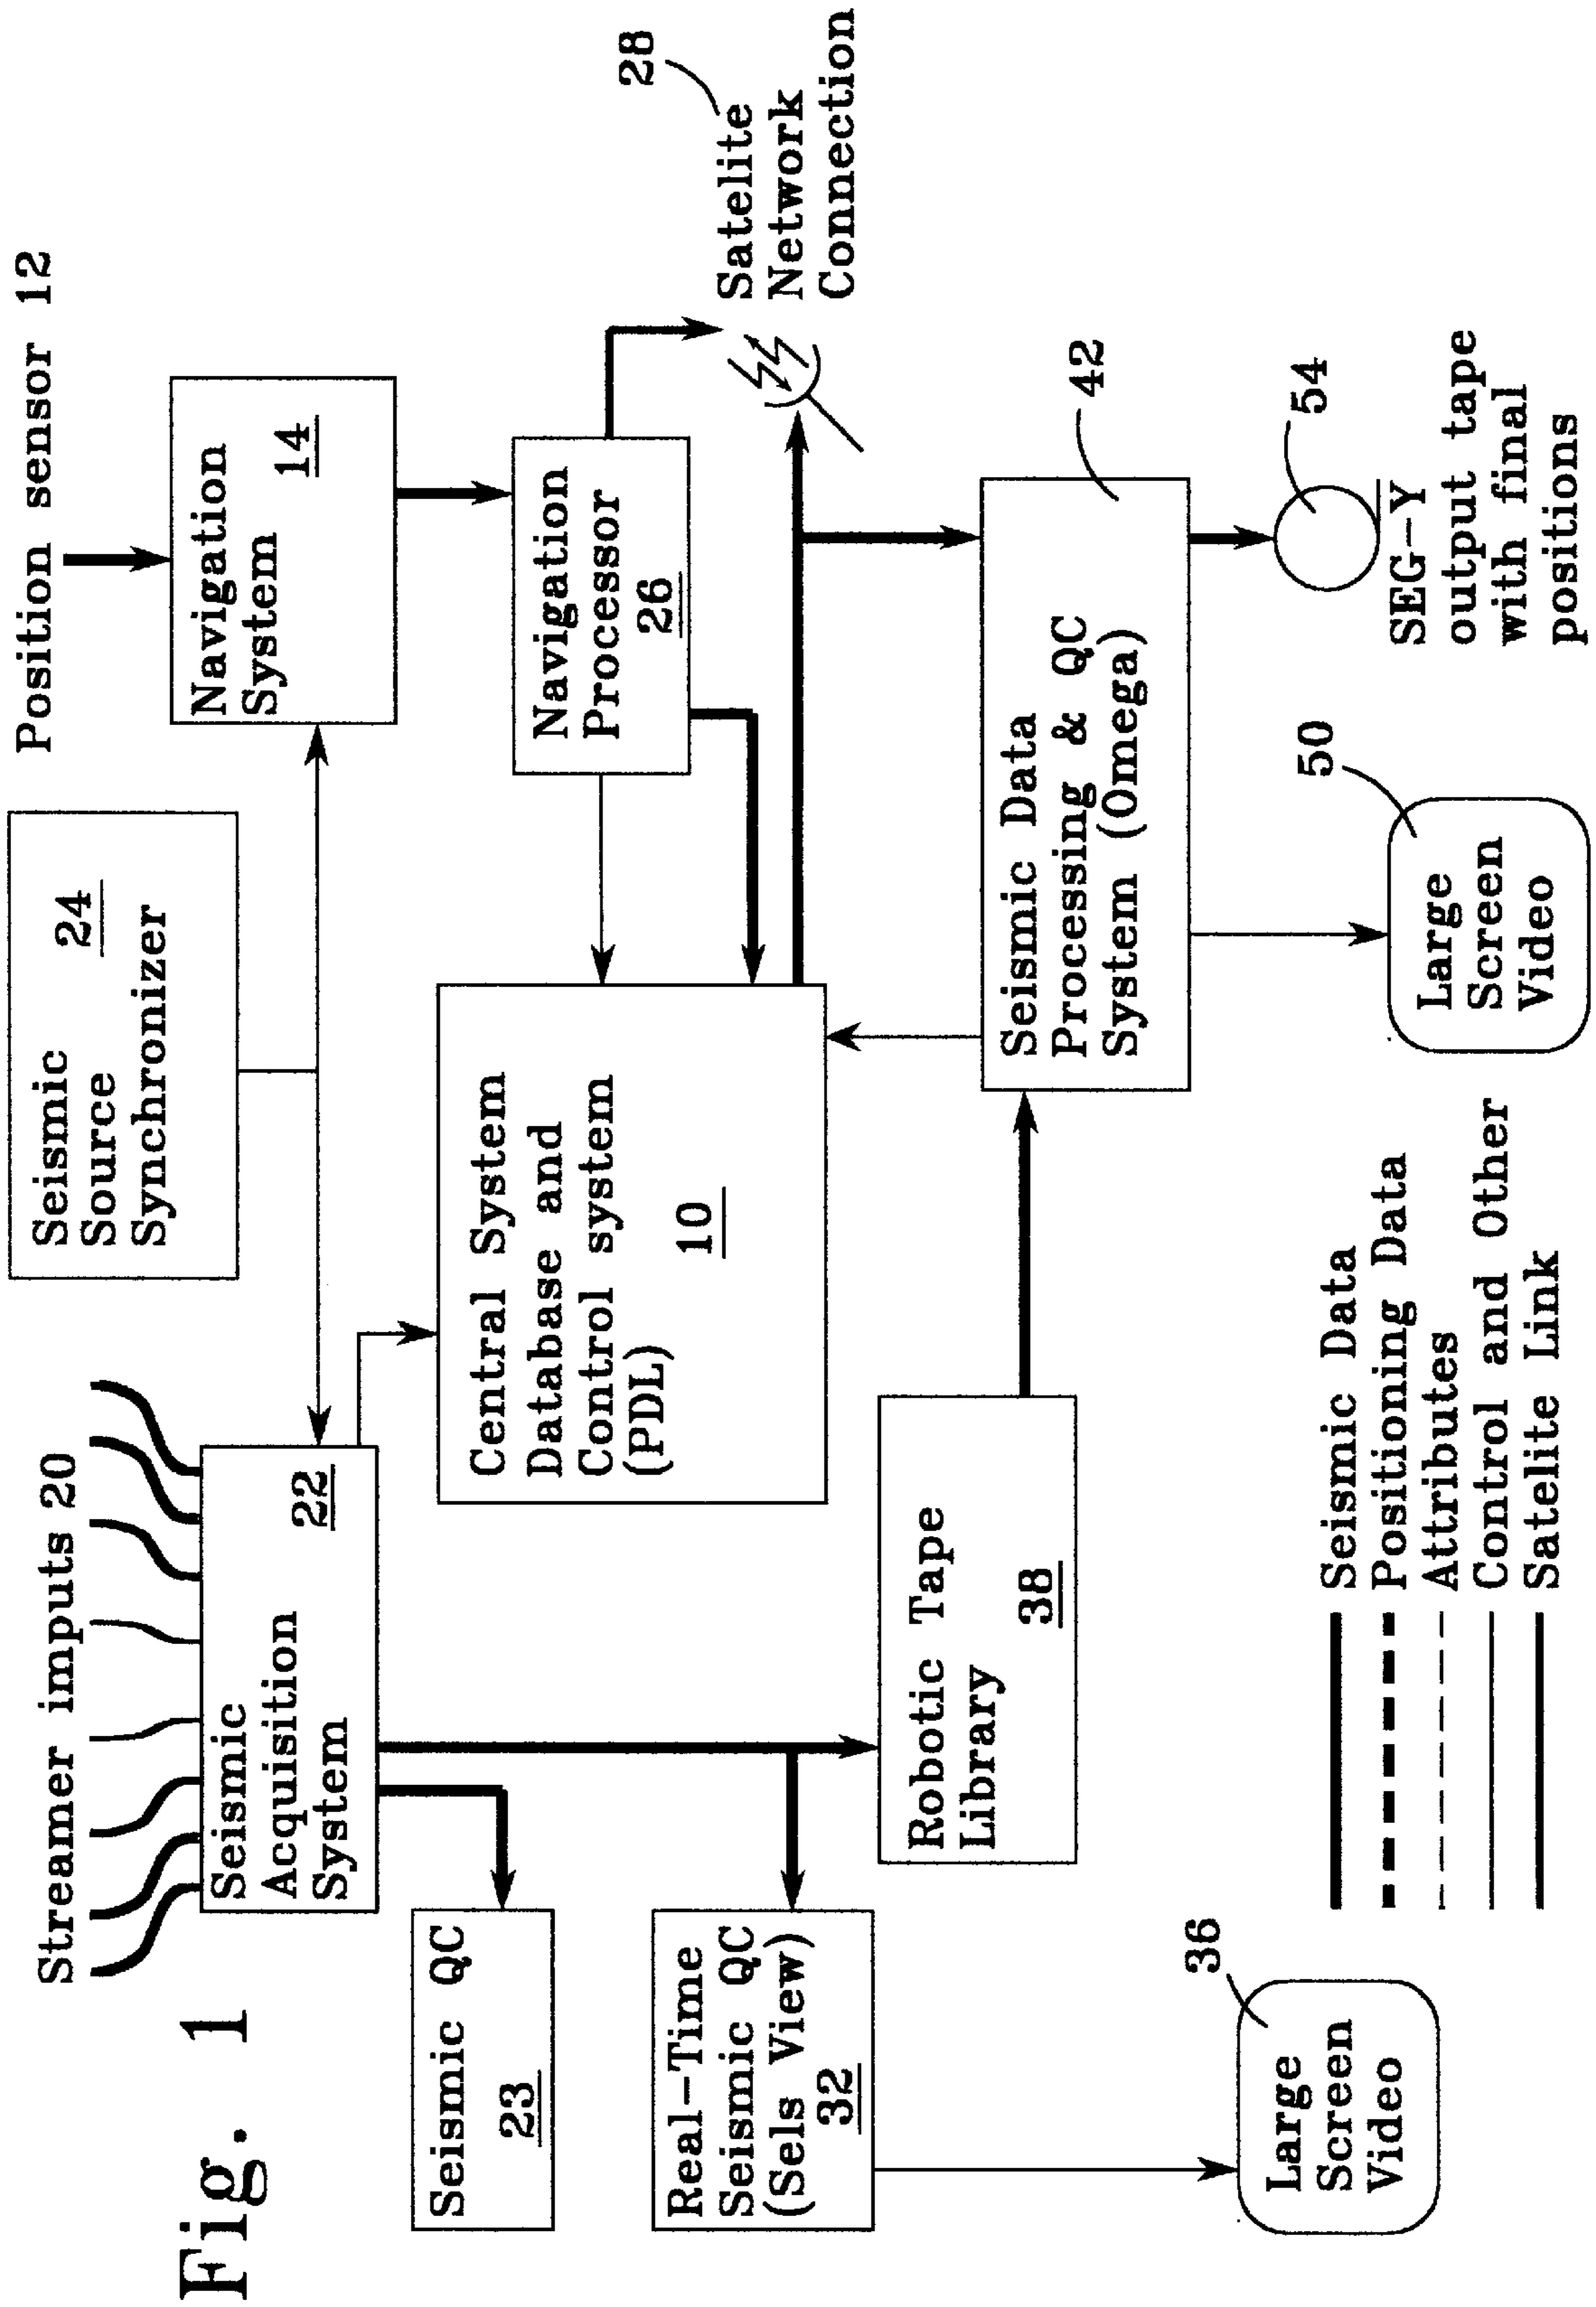 Fig. 1
Streamer imputs 20
Seismic
Acquisition
System
22
Seismic
Source
Synchronizer
24
Position sensor 12
Navigation
System
14
Seismic QC
23
Central System
Database and
Control system
(PDL)
10
Navigation
Processor
26
28
Satelite
Network
Connection
Real-Time
Seismic QC
(Sels View)
32
Robotic Tape
Library
38
Seismic Data
Processing & QC
System (Omega)
42
36
Large
Screen
Video
50
Large
Screen
Video
54
SEG-Y
output tape
with final
positions
Seismic Data
Positioning Data
Attributes
Control and Other
Satelite Link